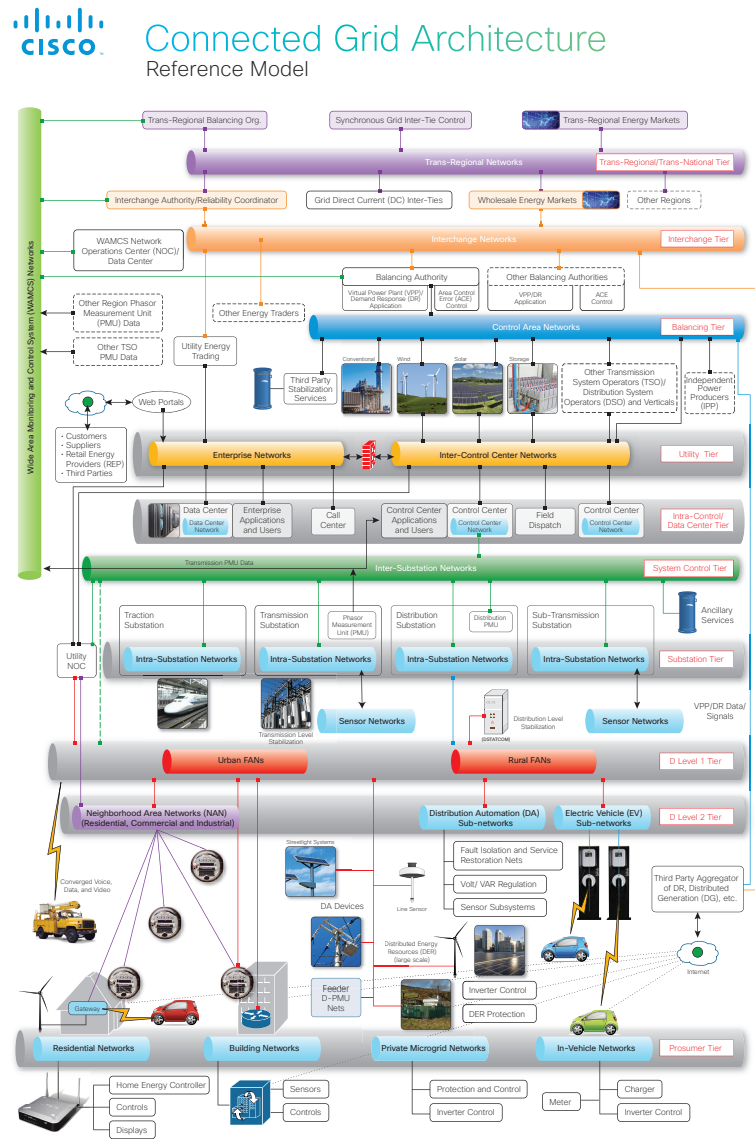 CISCO
Connected Grid Architecture
Reference Model
Wide Area Monitoring and Control System (WAMCS) Networks
Trans-Regional Balancing Org.
Synchronous Grid Inter-Tie Control
Trans-Regional Energy Markets
Trans-Regional Networks
Trans-Regional/Trans-National Tier
Interchange Authority/Reliability Coordinator
Grid Direct Current (DC) Inter-Ties
Wholesale Energy Markets
Other Regions
Interchange Networks
Interchange Tier
WAMCS Network
Operations Center (NOC)/
Data Center
Balancing Authority
Virtual Power Plant (VPP)/
Demand Response (DR)
Application
Area Control
Error (ACE)
Control
Other Balancing Authorities
VPP/DR
Application
ACE
Control
Other Region Phasor
Measurement Unit
(PMU) Data
Other Energy Traders
Control Area Networks
Balancing Tier
Other TSO
PMU Data
Utility Energy
Trading
Third Party
Stabilization
Services
Conventional
Wind
Solar
Storage
Other Transmission
System Operators (TSO)/
Distribution System
Operators (DSO) and Verticals
Independent
Power
Producers
(IPP)
Web Portals
• Customers
• Suppliers
• Retail Energy
Providers (REP)
• Third Parties
Enterprise Networks
Inter-Control Center Networks
Utility Tier
Data Center
Data Center
Network
Enterprise
Applications
and Users
Call
Center
Control Center
Applications
and Users
Control Center
Control Center
Network
Field
Dispatch
Control Center
Control Center
Network
Intra-Control/
Data Center Tier
Transmission PMU Data
Inter-Substation Networks
System Control Tier
Traction
Substation
Transmission
Substation
Phasor
Measurement
Unit (PMU)
Distribution
Substation
Distribution
PMU
Sub-Transmission
Substation
Ancillary
Services
Utility
NOC
Intra-Substation Networks
Intra-Substation Networks
Intra-Substation Networks
Intra-Substation Networks
Substation Tier
Transmission Level
Stabilization
Sensor Networks
(DSTATCOM)
Distribution Level
Stabilization
Sensor Networks
VPP/DR Data/
Signals
Urban FANs
Rural FANs
D Level 1 Tier
Neighborhood Area Networks (NAN)
(Residential, Commercial and Industrial)
Distribution Automation (DA)
Sub-networks
Electric Vehicle (EV)
Sub-networks
D Level 2 Tier
Converged Voice,
Data, and Video
Streetlight Systems
DA Devices
Line Sensor
Fault Isolation and Service
Restoration Nets
Volt/ VAR Regulation
Sensor Subsystems
Third Party Aggregator
of DR, Distributed
Generation (DG), etc.
Distributed Energy
Resources (DER)
(large scale)
Internet
Feeder
D-PMU
Nets
Inverter Control
DER Protection
Gateway
Residential Networks
Building Networks
Private Microgrid Networks
In-Vehicle Networks
Prosumer Tier
Home Energy Controller
Controls
Displays
Sensors
Controls
Protection and Control
Inverter Control
Meter
Charger
Inverter Control